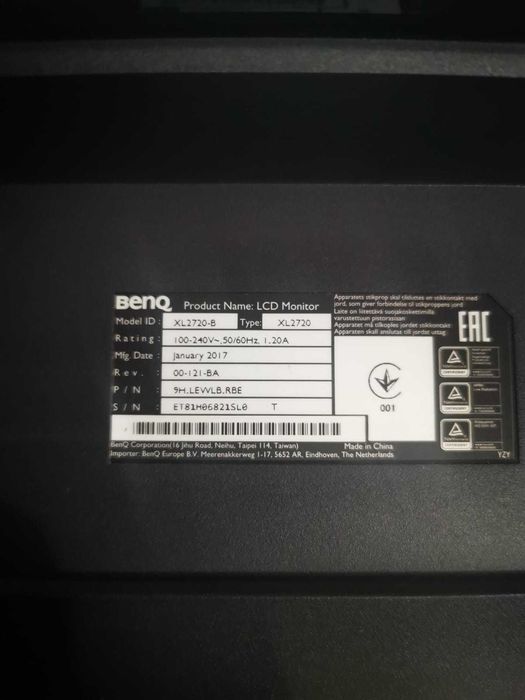 BenQ Product Name: LCD Monitor
Model ID : XL2720-B Type: XL2720
Rating : 100-240V~,50/60Hz, 1.20A
Mfg. Date : January 2017
Rev. : 00-121-BA
P/N : 9H.LEWLB.RBE
S/N : ET81H06821SL0 T
BenQ Corporation(16 Jihu Road, Neihu, Taipei 114, Taiwan) Made in China
Importer: BenQ Europe B.V. Meerenakkerweg 1-17, 5652 AR, Eindhoven, The Netherlands
Apparatets stikprop skal tilsluttes en stikkontakt med
jord, som giver forbindelse til stikproppens jord
Laite on liitettävä suojakoskettimilla
varustettuun pistorasiaan
Apparatet må tilkoples jordet stikkontakt
Apparaten skall anslutas till jordat uttag
EAC
001
YZY